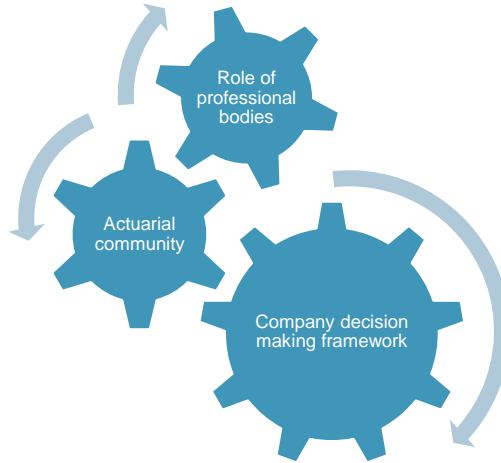 Role of
professional
bodies
Actuarial
community
Company decision
making framework